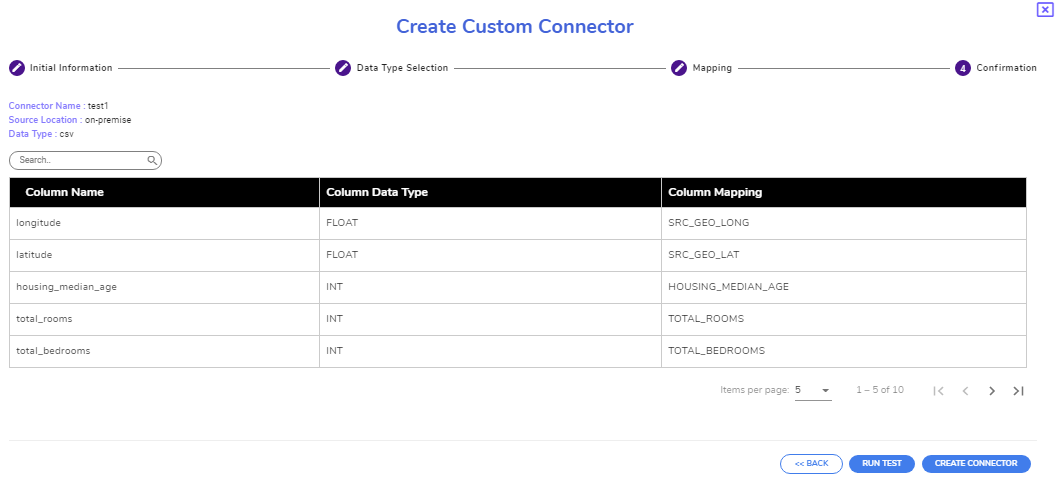 Create Custom Connector
Initial Information Data Type Selection Mapping 4 Confirmation
Connector Name : test1
Source Location : on-premise
Data Type : csv
Search..
Column Name Column Data Type Column Mapping
longitude FLOAT SRC_GEO_LONG
latitude FLOAT SRC_GEO_LAT
housing_median_age INT HOUSING_MEDIAN_AGE
total_rooms INT TOTAL_ROOMS
total_bedrooms INT TOTAL_BEDROOMS
Items per page: 5 1 – 5 of 10
<< BACK RUN TEST CREATE CONNECTOR